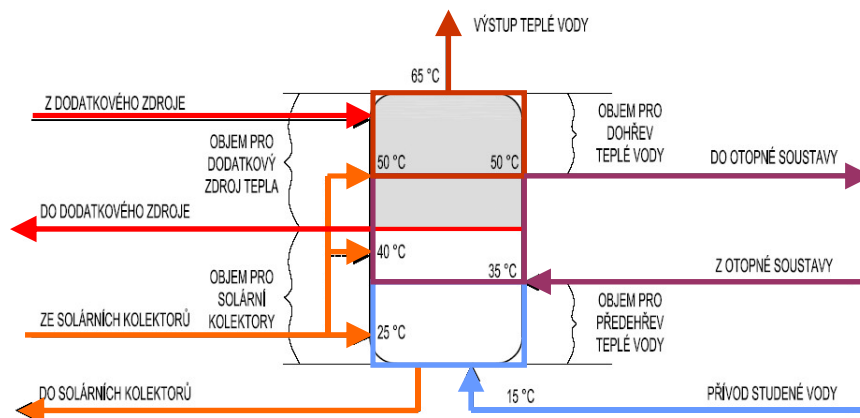 VÝSTUP TEPLÉ VODY
65 °C
Z DODATKOVÉHO ZDROJE
OBJEM PRO
DODATKOVÝ
ZDROJ TEPLA
OBJEM PRO
DOHŘEV
TEPLÉ VODY
50 °C
50 °C
DO OTOPNÉ SOUSTAVY
DO DODATKOVÉHO ZDROJE
40 °C
35 °C
Z OTOPNÉ SOUSTAVY
OBJEM PRO
SOLÁRNÍ
KOLEKTORY
OBJEM PRO
PŘEDEHŘEV
TEPLÉ VODY
ZE SOLÁRNÍCH KOLEKTORŮ
25 °C
DO SOLÁRNÍCH KOLEKTORŮ
15 °C
PŘÍVOD STUDENÉ VODY